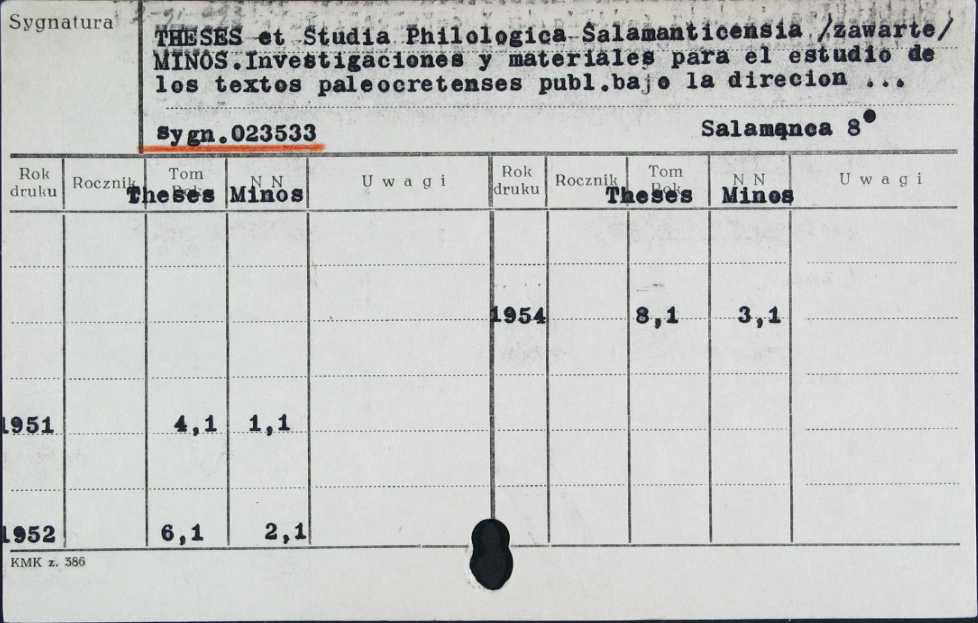 Sygnatura
THESES et Studia Philologica Salamanticensia /zawarte/
MINOS.Investigaciones y materiales para el estudio de
los textos paleocretenses publ.bajo la direcion ...
sygn.023533
Salamanca 8°
Rok druku Rocznik Tom Rok N N U w a g i Rok druku Rocznik Tom Rok N N U w a g i
Theses Minos Theses Minos
1954 8,1 3,1
1951 4,1 1,1
1952 6,1 2,1
KMK z. 386